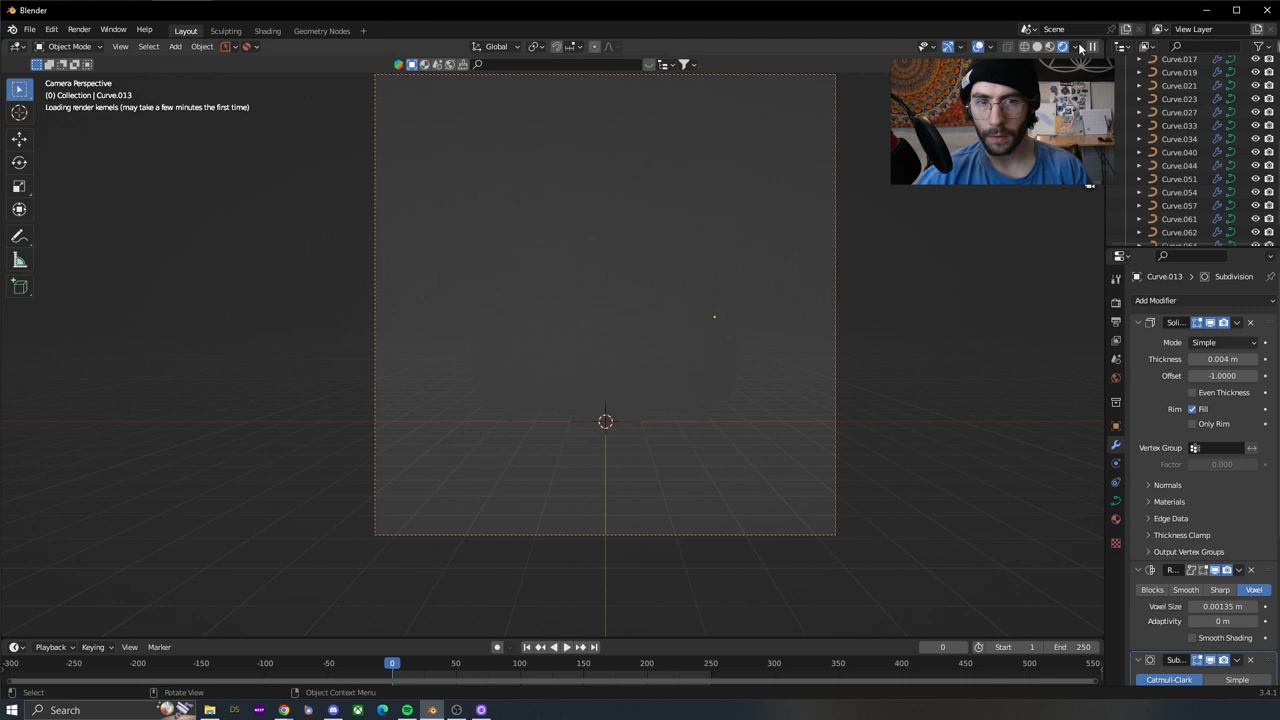 Blender
File Edit Render Window Help Layout Sculpting Shading Geometry Nodes Scene View Layer
Object Mode View Select Add Object Global
Camera Perspective
(0) Collection | Curve.013
Loading render kernels (may take a few minutes the first time)
Curve.017
Curve.019
Curve.021
Curve.023
Curve.027
Curve.033
Curve.034
Curve.040
Curve.044
Curve.051
Curve.054
Curve.057
Curve.061
Curve.062
Curve.013 > Subdivision
Add Modifier
Soli...
Mode Simple
Thickness 0.004 m
Offset -1.0000
Even Thickness
Rim Fill
Only Rim
Vertex Group
Factor 0.000
Normals
Materials
Edge Data
Thickness Clamp
Output Vertex Groups
R...
Blocks Smooth Sharp Voxel
Voxel Size 0.00135 m
Adaptivity 0 m
Smooth Shading
Sub...
Catmull-Clark Simple
Playback Keying View Marker 0 Start 1 End 250
-300 -250 -200 -150 -100 -50 0 50 100 150 200 250 300 350 400 450 500 550
Select Rotate View Object Context Menu 3.4.1
Search DS NEXT